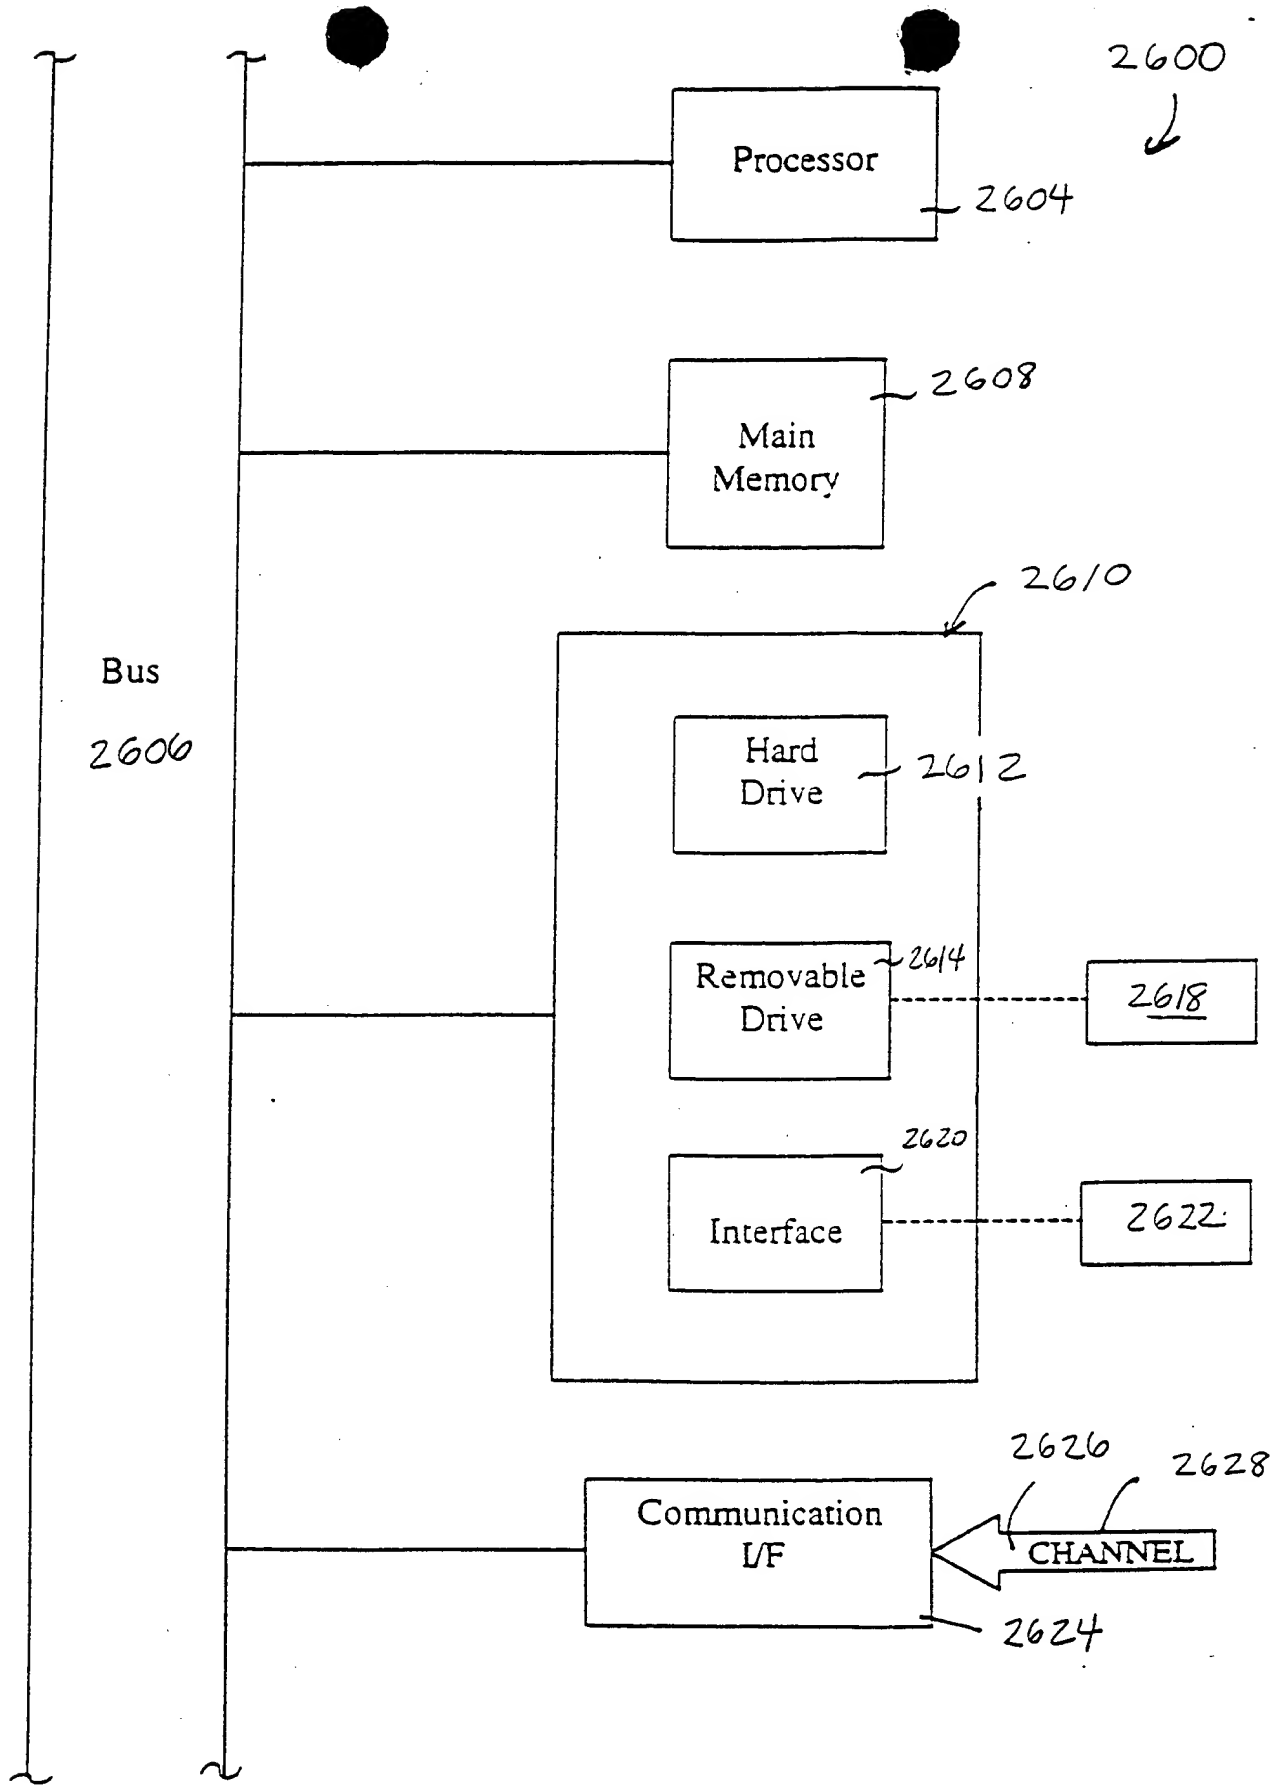 2600
Processor
2604
2608
Main
Memory
2610
Bus
2606
Hard
Drive
2612
Removable
Drive
2614
2618
2620
Interface
2622
2626
2628
Communication
I/F
CHANNEL
2624